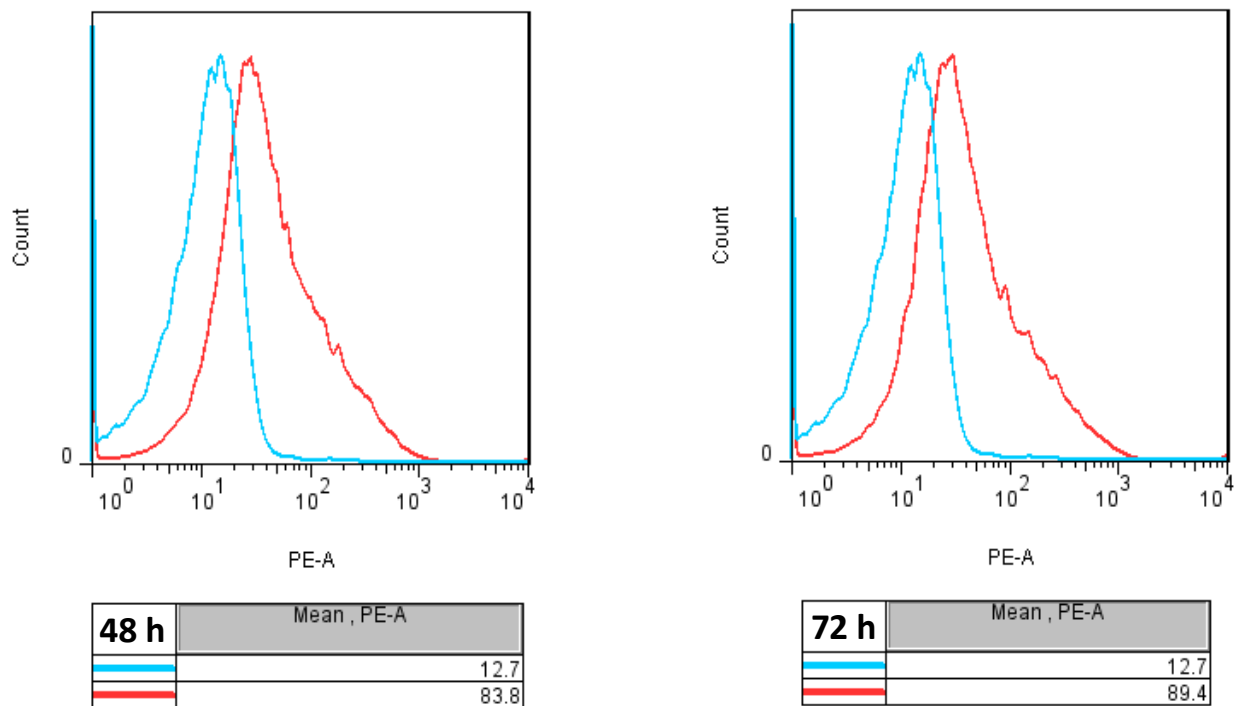 Count
0
10^0 10^1 10^2 10^3 10^4
PE-A
48 h Mean , PE-A
12.7
83.8
Count
0
10^0 10^1 10^2 10^3 10^4
PE-A
72 h Mean , PE-A
12.7
89.4